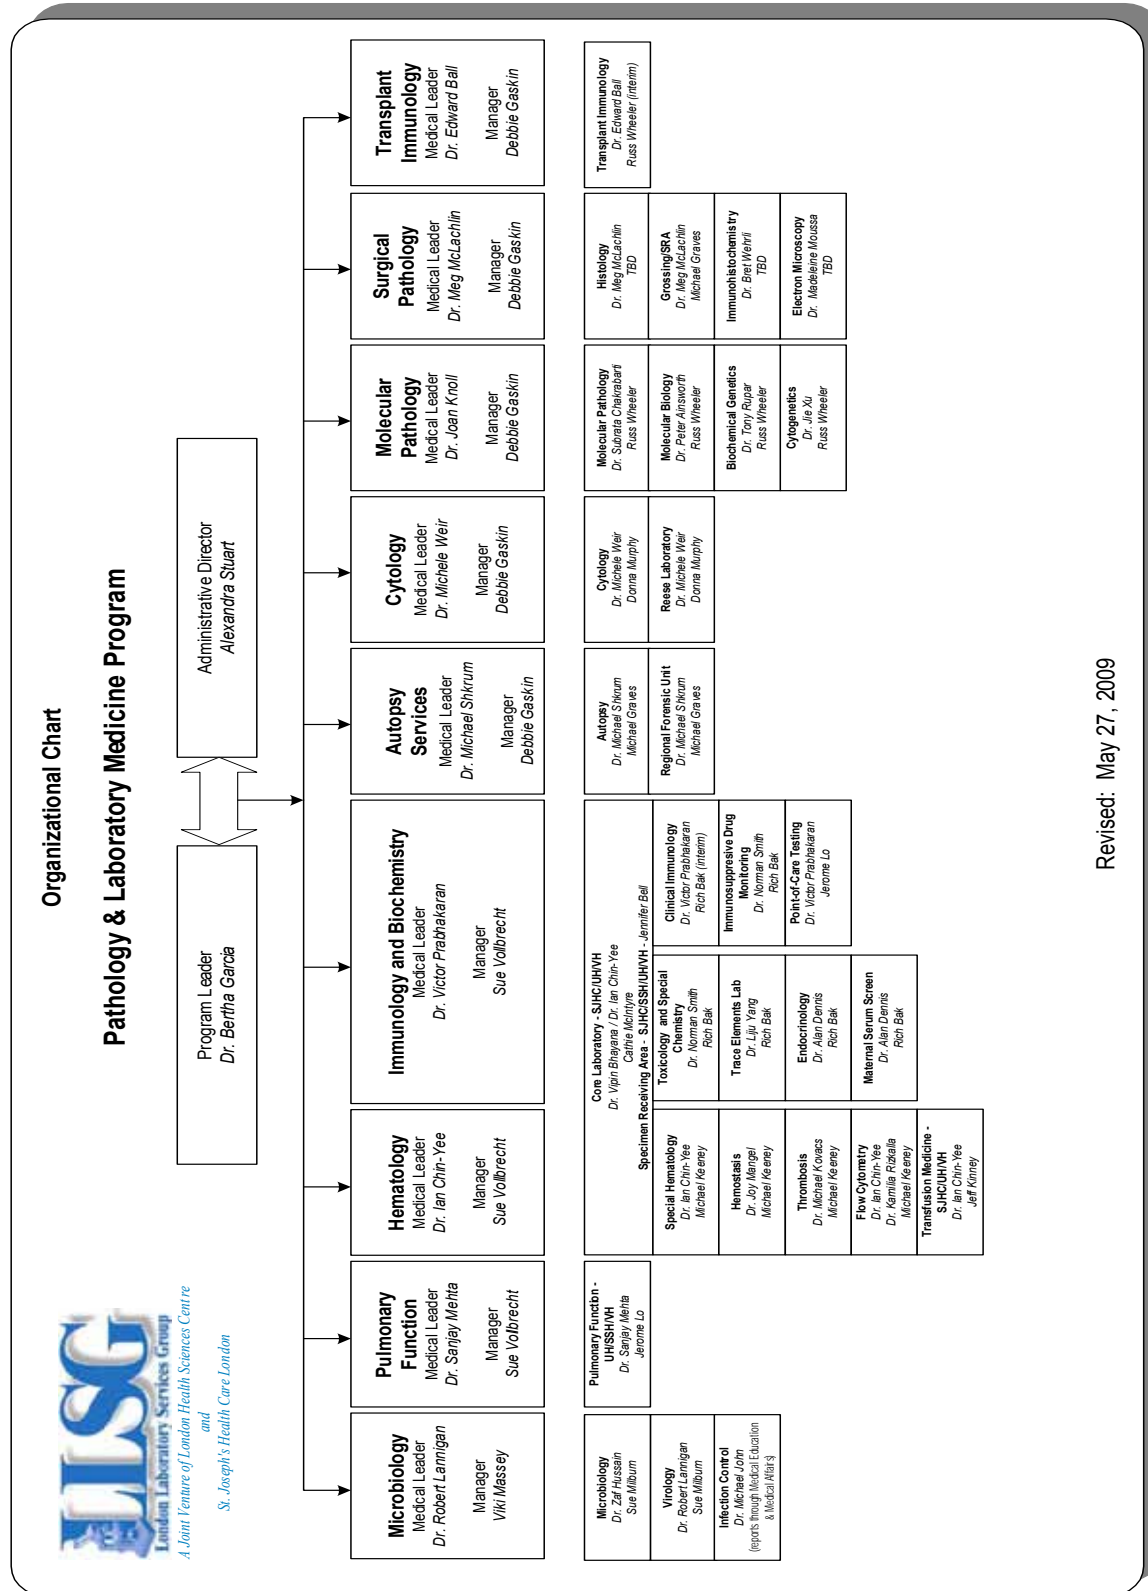 LLSG
London Laboratory Services Group
A Joint Venture of London Health Sciences Centre
and
St. Joseph's Health Care London
Organizational Chart
Pathology & Laboratory Medicine Program
Program Leader
Dr. Bertha Garcia
Administrative Director
Alexandra Stuart
Microbiology
Medical Leader
Dr. Robert Lannigan
Manager
Viki Massey
Pulmonary
Function
Medical Leader
Dr. Sanjay Mehta
Manager
Sue Vollbrecht
Hematology
Medical Leader
Dr. Ian Chin-Yee
Manager
Sue Vollbrecht
Immunology and Biochemistry
Medical Leader
Dr. Victor Prabhakaran
Manager
Sue Vollbrecht
Autopsy
Services
Medical Leader
Dr. Michael Shkrum
Manager
Debbie Gaskin
Cytology
Medical Leader
Dr. Michele Weir
Manager
Debbie Gaskin
Molecular
Pathology
Medical Leader
Dr. Joan Knoll
Manager
Debbie Gaskin
Surgical
Pathology
Medical Leader
Dr. Meg McLachlin
Manager
Debbie Gaskin
Transplant
Immunology
Medical Leader
Dr. Edward Ball
Manager
Debbie Gaskin
Microbiology
Dr. Zaf Hussain
Sue Milburn
Virology
Dr. Robert Lannigan
Sue Milburn
Infection Control
Dr. Michael John
(reports through Medical Education
& Medical Affairs)
Pulmonary Function -
UH/SSH/VH
Dr. Sanjay Mehta
Jerome Lo
Core Laboratory - SJHC/UH/VH
Dr. Vipin Bhayana / Dr. Ian Chin-Yee
Cathie McIntyre
Specimen Receiving Area - SJHC/SSH/UH/VH - Jennifer Bell
Special Hematology
Dr. Ian Chin-Yee
Michael Keeney
Hemostasis
Dr. Joy Mangel
Michael Keeney
Thrombosis
Dr. Michael Kovacs
Michael Keeney
Flow Cytometry
Dr. Ian Chin-Yee
Dr. Kamilia Rizkalla
Michael Keeney
Transfusion Medicine -
SJHC/UH/VH
Dr. Ian Chin-Yee
Jeff Kinney
Toxicology and Special
Chemistry
Dr. Norman Smith
Rich Bak
Trace Elements Lab
Dr. Liju Yang
Rich Bak
Endocrinology
Dr. Alan Dennis
Rich Bak
Maternal Serum Screen
Dr. Alan Dennis
Rich Bak
Clinical Immunology
Dr. Victor Prabhakaran
Rich Bak (interim)
Immunosuppresive Drug
Monitoring
Dr. Norman Smith
Rich Bak
Point-of-Care Testing
Dr. Victor Prabhakaran
Jerome Lo
Autopsy
Dr. Michael Shkrum
Michael Graves
Regional Forensic Unit
Dr. Michael Shkrum
Michael Graves
Cytology
Dr. Michele Weir
Donna Murphy
Reese Laboratory
Dr. Michele Weir
Donna Murphy
Molecular Pathology
Dr. Subrata Chakrabarti
Russ Wheeler
Molecular Biology
Dr. Peter Ainsworth
Russ Wheeler
Biochemical Genetics
Dr. Tony Rupar
Russ Wheeler
Cytogenetics
Dr. Jie Xu
Russ Wheeler
Histology
Dr. Meg McLachlin
TBD
Grossing/SRA
Dr. Meg McLachlin
Michael Graves
Immunohistochemistry
Dr. Bret Wehrli
TBD
Electron Microscopy
Dr. Madeleine Moussa
TBD
Transplant Immunology
Dr. Edward Ball
Russ Wheeler (interim)
Revised: May 27, 2009